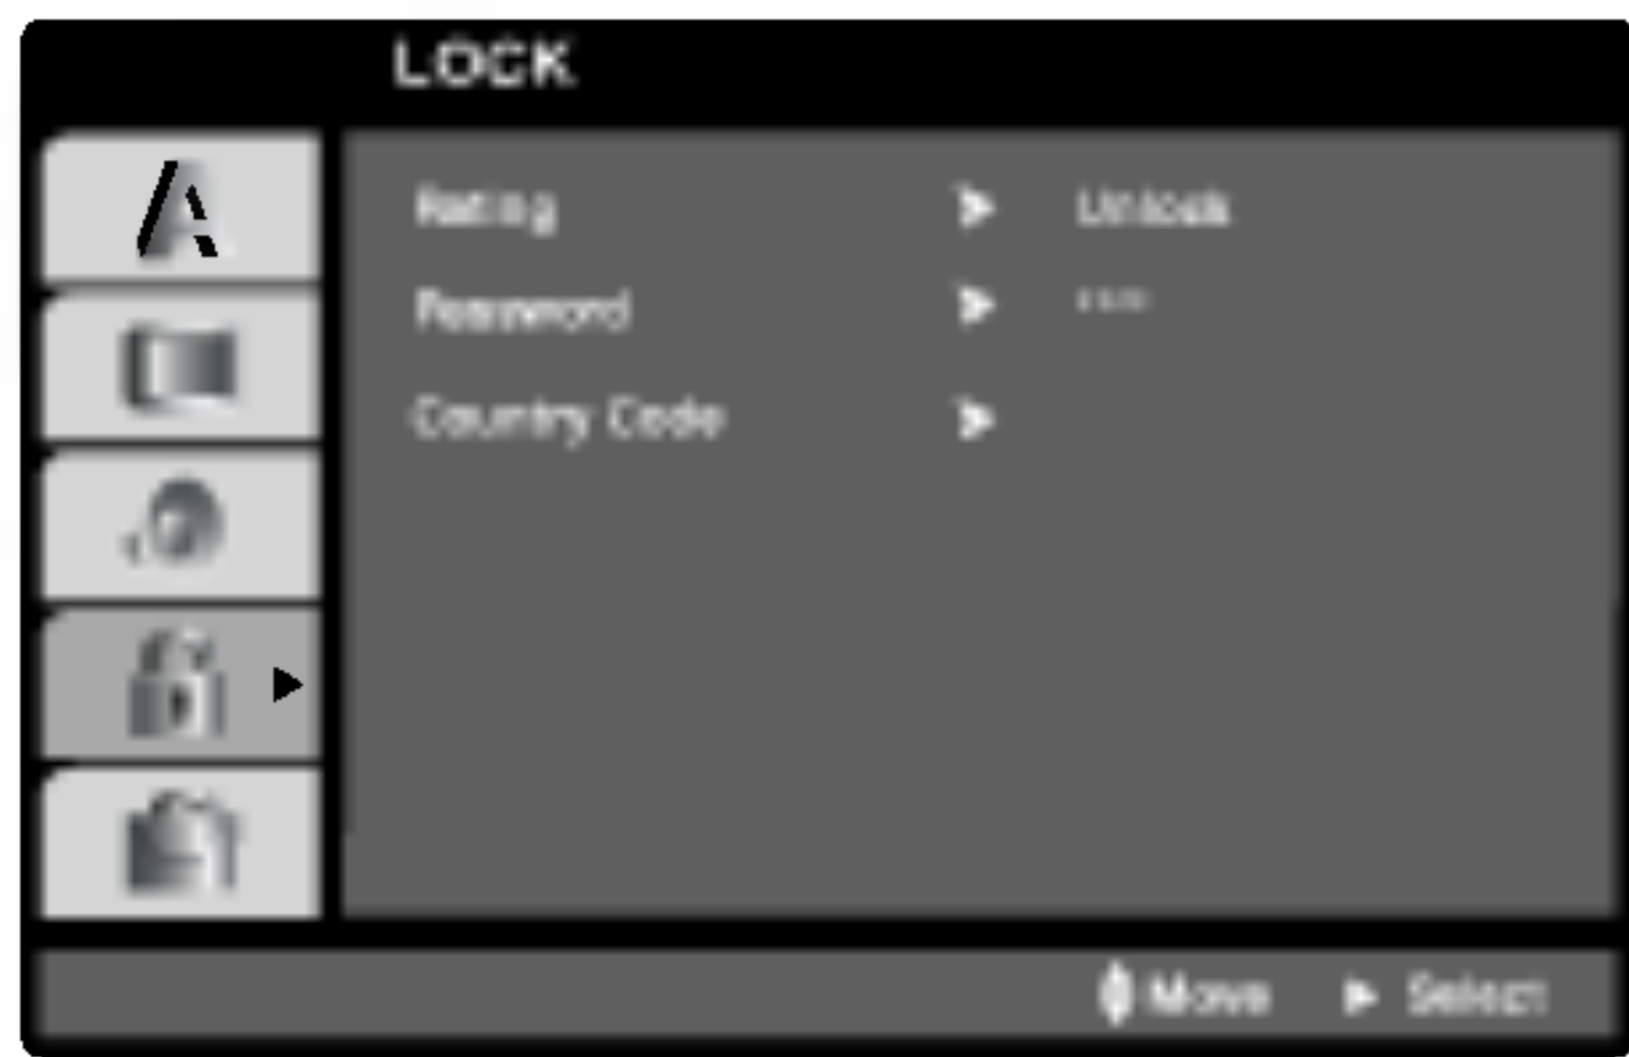 LOCK
A
Rating Unlock
Password ****
Country Code
Move Select